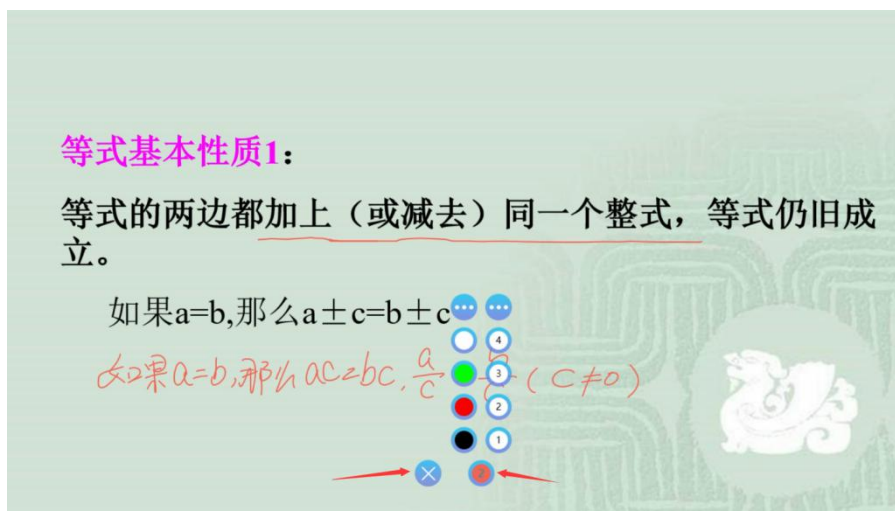 等式基本性质1：
等式的两边都加上（或减去）同一个整式，等式仍旧成
立。
如果a=b,那么a±c=b±c
如果a=b,那么ac=bc, a/c (c≠0)
4
3
2
1
2